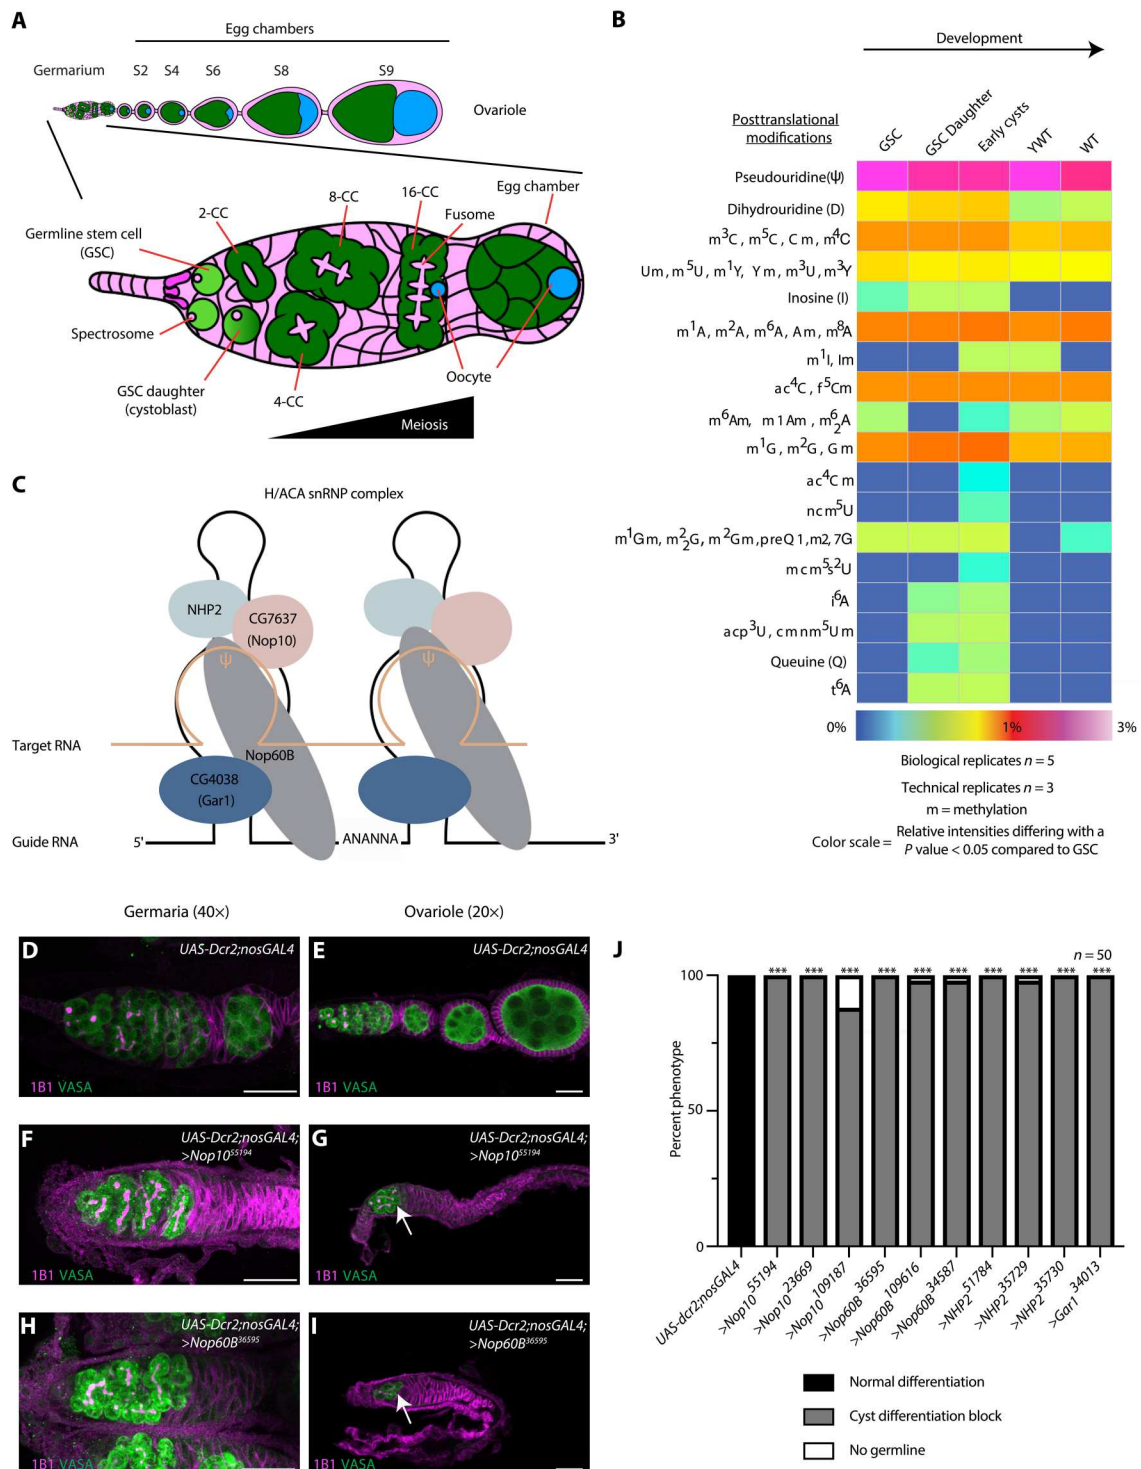 A
Egg chambers
Germarium
S2
S4
S6
S8
S9
Ovariole
Egg chamber
8-CC
16-CC
2-CC
Fusome
Germline stem cell
(GSC)
Spectrosome
GSC daughter
(cystoblast)
4-CC
Oocyte
Meiosis
B
Development
Posttranslational
modifications
GSC
GSC Daughter
Early cysts
YWT
WT
Pseudouridine(ψ)
Dihydrouridine (D)
m³C, m⁵C, Cm, m⁴C
Um, m⁵U, m¹Y, Ym, m³U, m³Y
Inosine (I)
m¹A, m²A, m⁶A, Am, m⁸A
m¹I, Im
ac⁴C, f⁵Cm
m⁶Am, m1Am, m⁶₂A
m¹G, m²G, Gm
ac⁴Cm
ncm⁵U
m¹Gm, m²₂G, m²Gm, preQ1, m2,7G
mcm⁵s²U
i⁶A
acp³U, cmnm⁵Um
Queuine (Q)
t⁶A
0%
1%
3%
Biological replicates n = 5
Technical replicates n = 3
m = methylation
Color scale = Relative intensities differing with a
P value < 0.05 compared to GSC
C
H/ACA snRNP complex
NHP2
CG7637
(Nop10)
ψ
ψ
Target RNA
Nop60B
CG4038
(Gar1)
Guide RNA
5'
ANANNA
3'
Germaria (40×)
Ovariole (20×)
D
UAS-Dcr2;nosGAL4
1B1 VASA
E
UAS-Dcr2;nosGAL4
1B1 VASA
F
UAS-Dcr2;nosGAL4;
>Nop10⁵⁵¹⁹⁴
1B1 VASA
G
UAS-Dcr2;nosGAL4;
>Nop10⁵⁵¹⁹⁴
1B1 VASA
H
UAS-Dcr2;nosGAL4;
>Nop60B³⁶⁵⁹⁵
1B1 VASA
I
UAS-Dcr2;nosGAL4;
>Nop60B³⁶⁵⁹⁵
1B1 VASA
J
n = 50
*** *** *** *** *** *** *** *** *** ***
Percent phenotype
100
50
0
UAS-dcr2;nosGAL4
>Nop10 55194
>Nop10 23669
>Nop10 109187
>Nop60B 36595
>Nop60B 109616
>Nop60B 34587
>NHP2 51784
>NHP2 35729
>NHP2 35730
>Gar1 34013
Normal differentiation
Cyst differentiation block
No germline